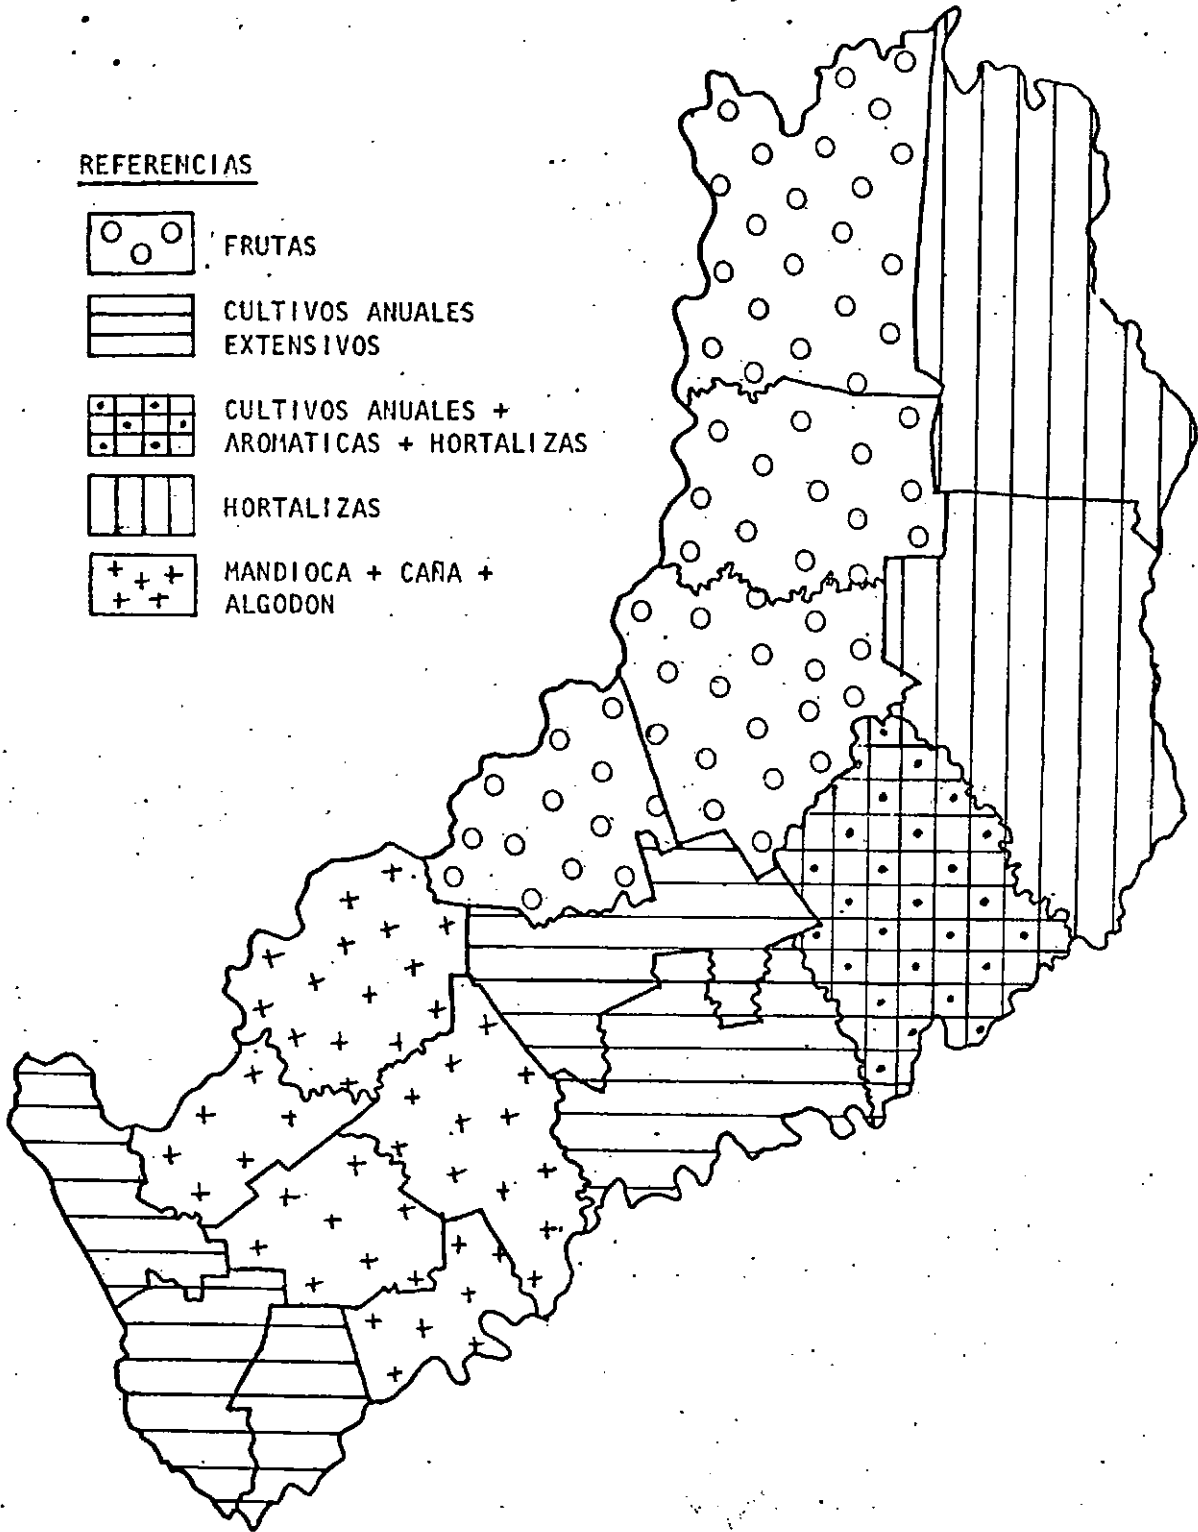 REFERENCIAS
FRUTAS
CULTIVOS ANUALES
EXTENSIVOS
CULTIVOS ANUALES +
AROMATICAS + HORTALIZAS
HORTALIZAS
MANDIOCA + CAÑA +
ALGODON